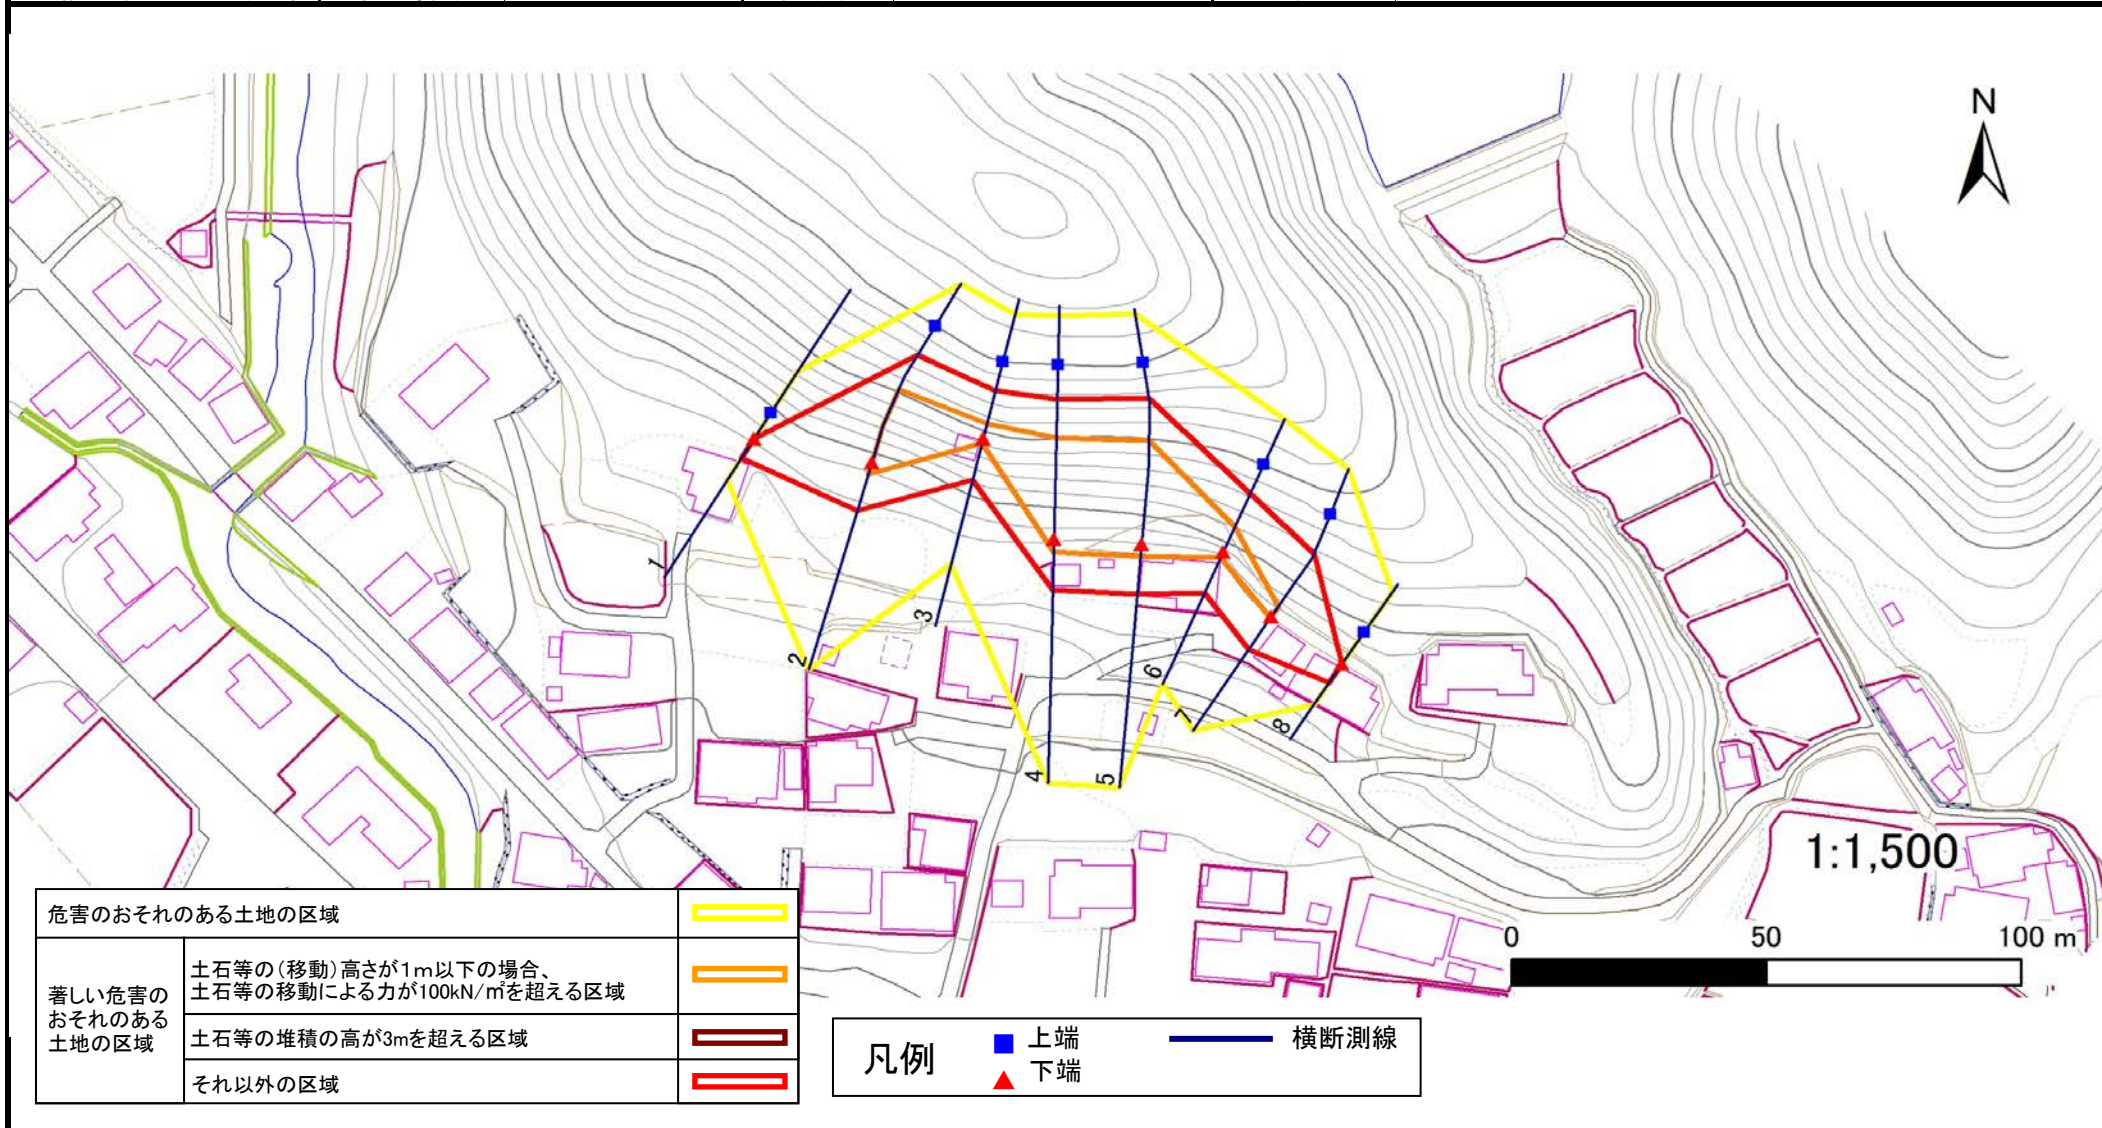 N
1
2
3
4
5
6
7
8
1:1,500
0 50 100 m
危害のおそれのある土地の区域
著しい危害の
おそれのある
土地の区域
土石等の(移動)高さが1m以下の場合、
土石等の移動による力が100kN/㎡を超える区域
土石等の堆積の高が3mを超える区域
それ以外の区域
凡例
上端
下端
横断測線